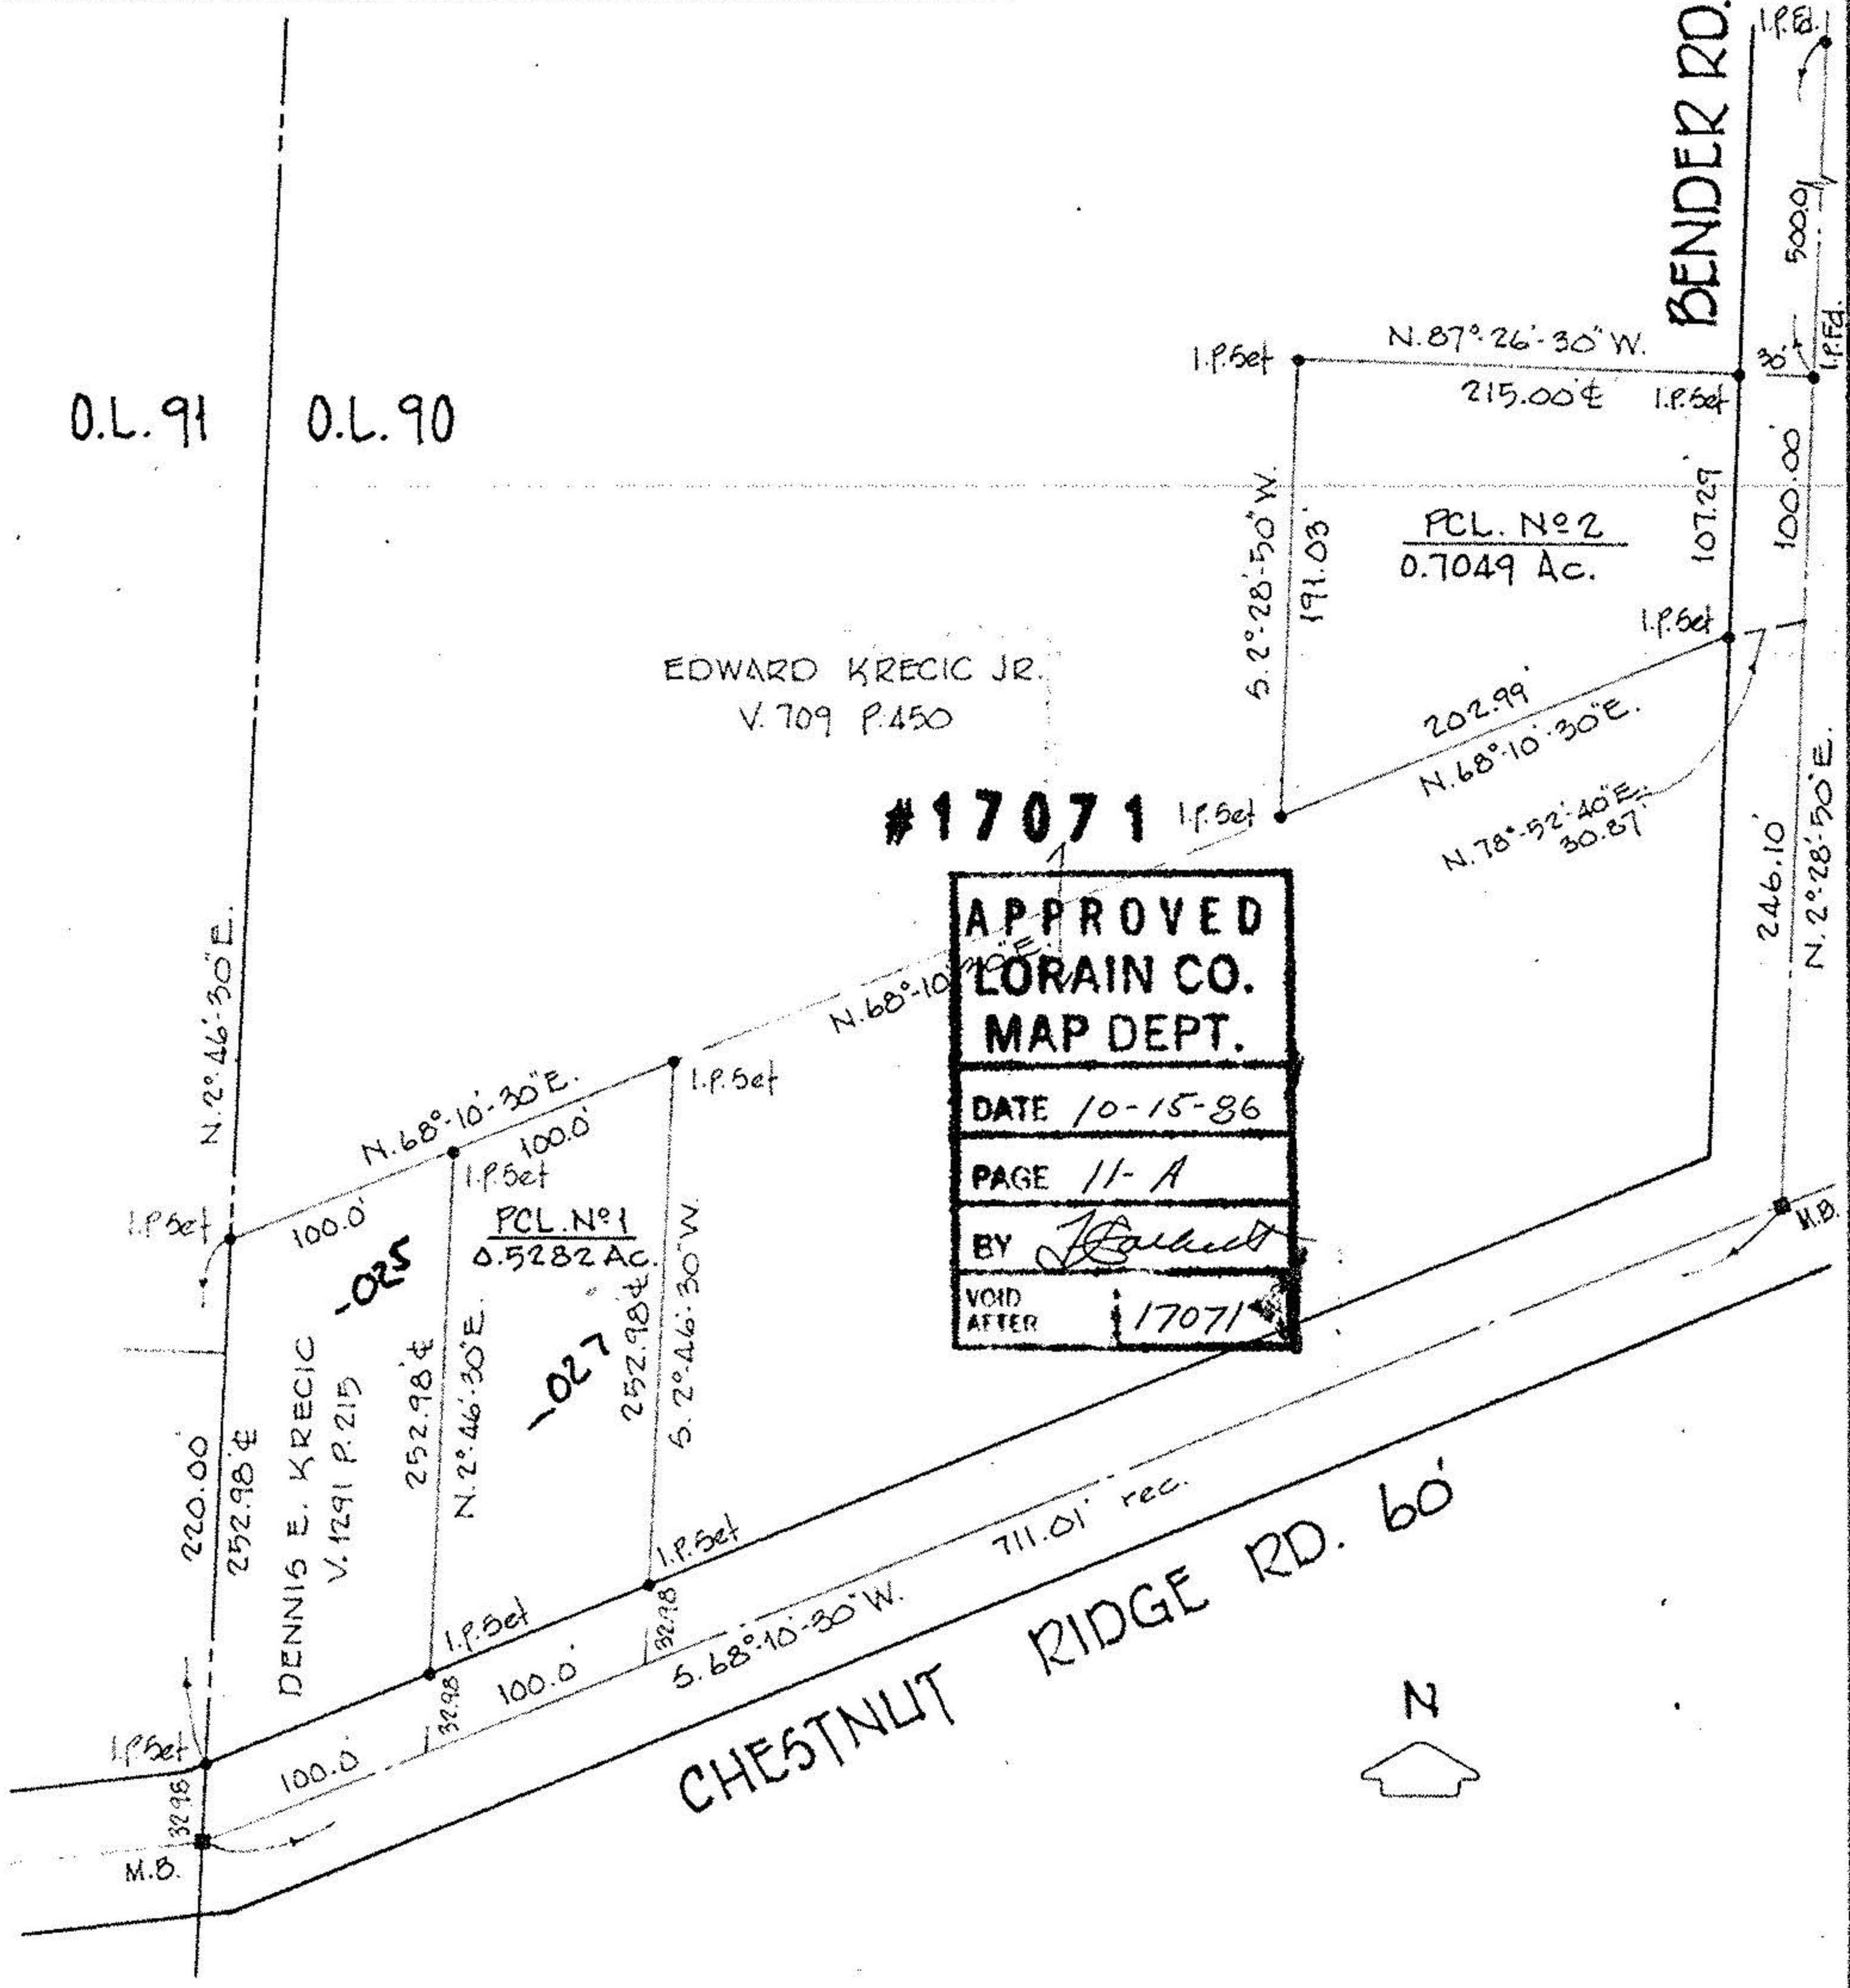 BENDER RD.
I.P.Fd.
500.91
N.87°-26'-30"W.
I.P.Set
215.00'₵
I.P.Set
30'
I.P.Fd.
O.L. 91
O.L. 90
S.2°-28'-50"W.
191.03'
PCL. Nº2
0.7049 Ac.
107.29'
100.00'
I.P.Set
EDWARD KRECIC JR.
V. 709 P.450
202.99'
N.68°-10'-30"E.
N.78°-52'-40"E.
30.87'
246.10'
N.2°-28'-50"E.
#17071
I.P.Set
APPROVED
LORAIN CO.
MAP DEPT.
DATE 10-15-86
PAGE 11-A
BY
VOID
AFTER 17071
N.68°-10'-30"E.
N.2°-46'-30"E.
N.68°-10'-30"E.
100.0'
I.P.Set
I.P.Set
I.P.Set
100.0'
PCL. Nº1
0.5282 Ac.
-025
-027
252.98'₵
S.2°-46'-30"W.
252.98'₵
N.2°-46'-30"E.
DENNIS E. KRECIC
V.1291 P.215
220.00
252.98'₵
M.B.
I.P.Set
I.P.Set
32.98
32.98
100.0'
S.68°-10'-30"W.
711.01' rec.
CHESTNUT RIDGE RD. 60'
I.P.Set
100.0'
32.98
M.B.
N